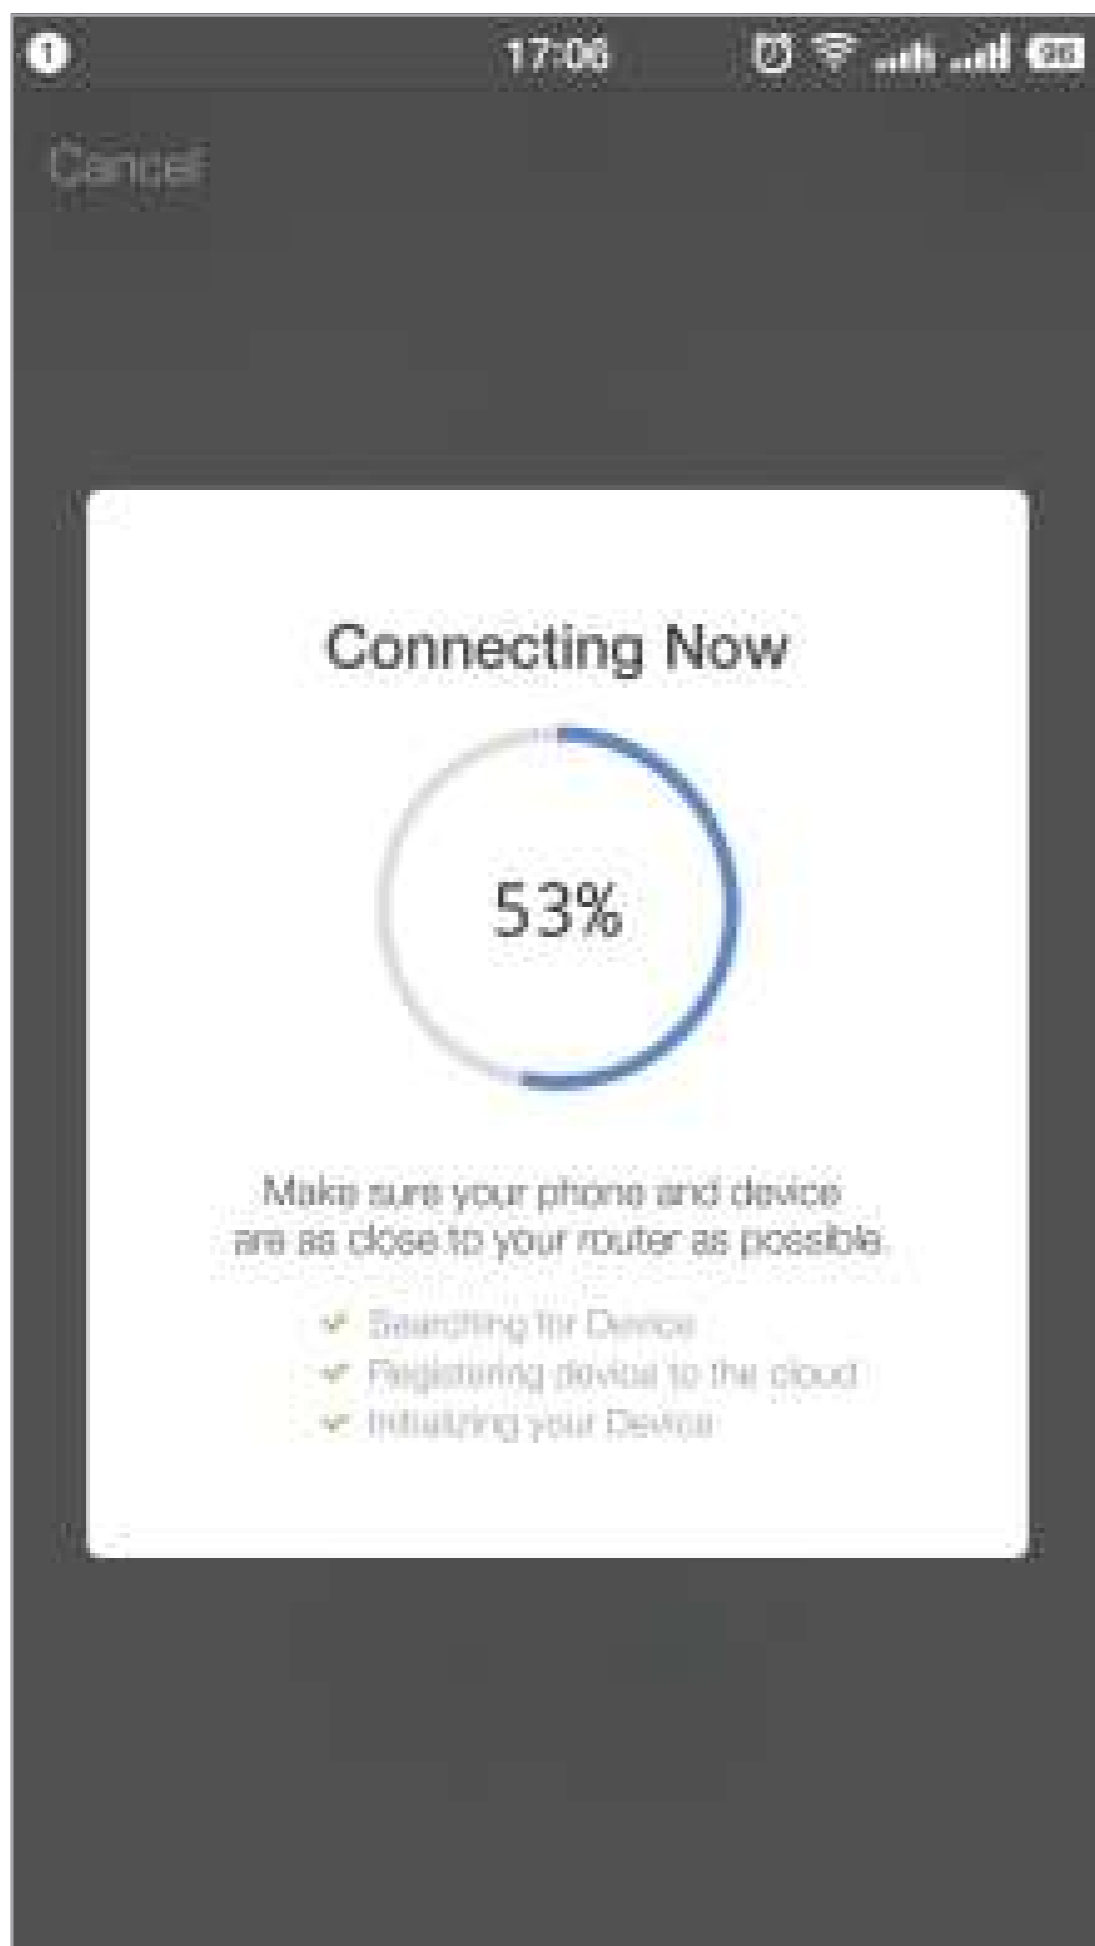 17:06
Cancel
Connecting Now
53%
Make sure your phone and device
are as close to your router as possible.
Searching for Device
Registering device to the cloud
Initializing your Device